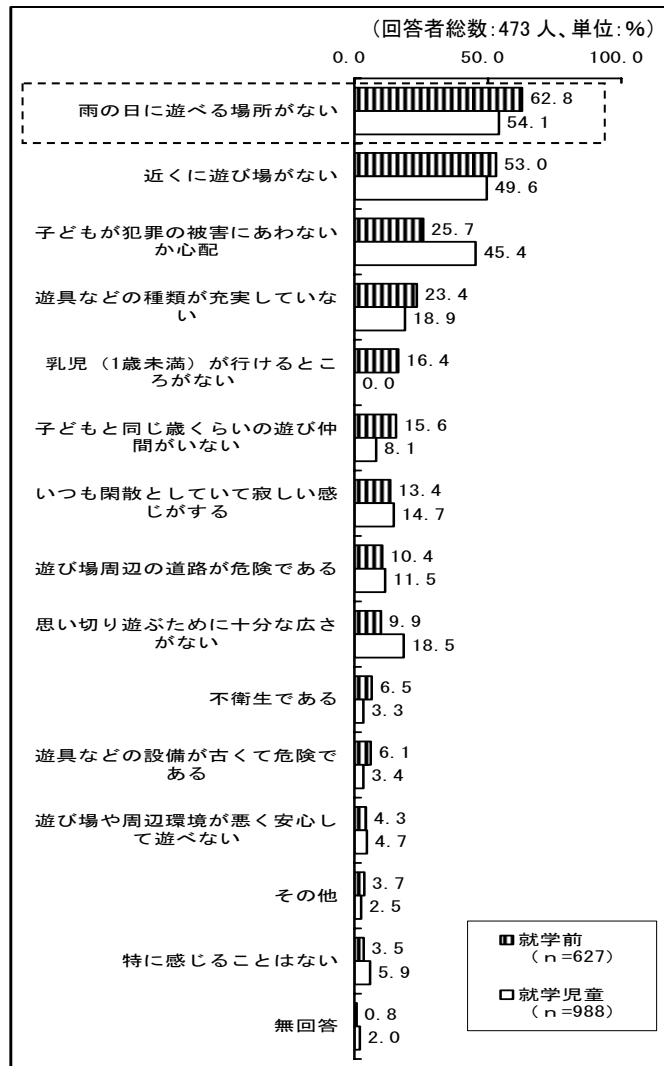 （回答者総数：473 人、単位：％）
0.0 50.0 100.0
雨の日に遊べる場所がない
62.8
54.1
近くに遊び場がない
53.0
49.6
子どもが犯罪の被害にあわない
か心配
25.7
45.4
遊具などの種類が充実していな
い
23.4
18.9
乳児（1歳未満）が行けるとこ
ろがない
16.4
0.0
子どもと同じ歳くらいの遊び仲
間がいない
15.6
8.1
いつも閑散としていて寂しい感
じがする
13.4
14.7
遊び場周辺の道路が危険である
10.4
11.5
思い切り遊ぶために十分な広さ
がない
9.9
18.5
不衛生である
6.5
3.3
遊具などの設備が古くて危険で
ある
6.1
3.4
遊び場や周辺環境が悪く安心し
て遊べない
4.3
4.7
その他
3.7
2.5
特に感じることはない
3.5
5.9
無回答
0.8
2.0
就学前
（ｎ=627）
就学児童
（ｎ=988）